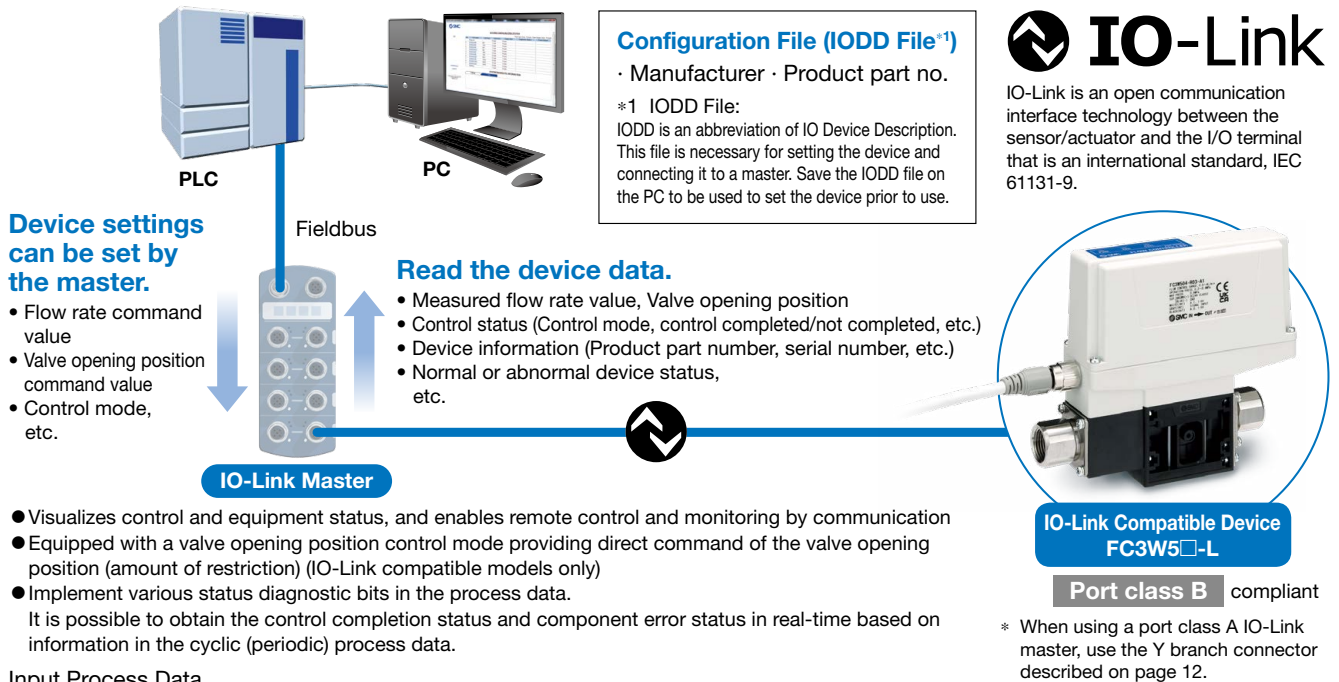 PLC
PC
Configuration File (IODD File*1)
· Manufacturer · Product part no.
*1 IODD File:
IODD is an abbreviation of IO Device Description.
This file is necessary for setting the device and
connecting it to a master. Save the IODD file on
the PC to be used to set the device prior to use.
IO-Link
IO-Link is an open communication
interface technology between the
sensor/actuator and the I/O terminal
that is an international standard, IEC
61131-9.
Device settings
can be set by
the master.
• Flow rate command
value
• Valve opening position
command value
• Control mode,
etc.
Fieldbus
Read the device data.
• Measured flow rate value, Valve opening position
• Control status (Control mode, control completed/not completed, etc.)
• Device information (Product part number, serial number, etc.)
• Normal or abnormal device status,
etc.
IO-Link Master
SMC IN OUT
IO-Link Compatible Device
FC3W5□-L
Port class B compliant
* When using a port class A IO-Link
master, use the Y branch connector
described on page 12.
● Visualizes control and equipment status, and enables remote control and monitoring by communication
● Equipped with a valve opening position control mode providing direct command of the valve opening
position (amount of restriction) (IO-Link compatible models only)
● Implement various status diagnostic bits in the process data.
It is possible to obtain the control completion status and component error status in real-time based on
information in the cyclic (periodic) process data.
Input Process Data